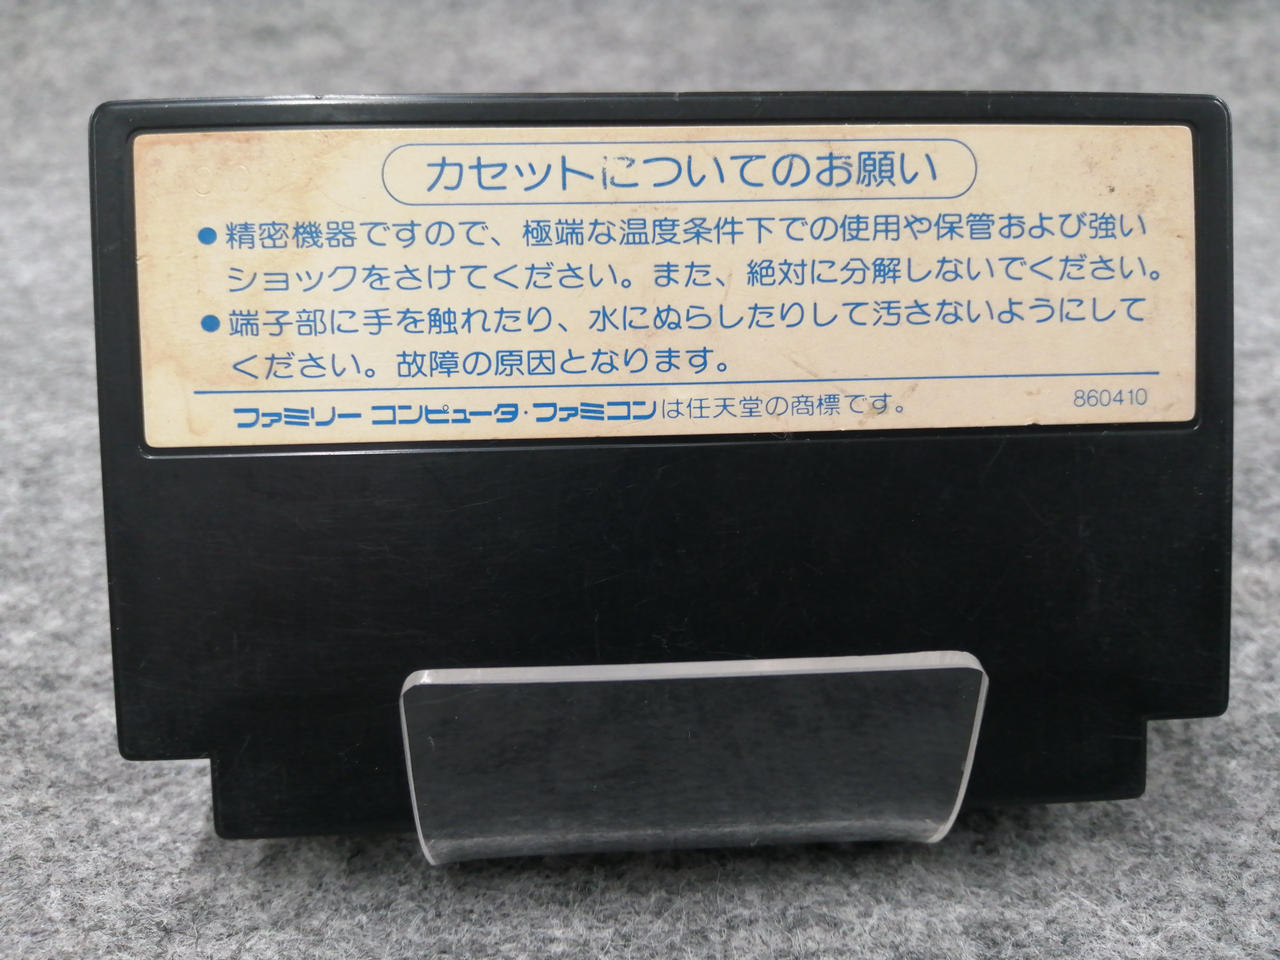 カセットについてのお願い
●精密機器ですので、極端な温度条件下での使用や保管および強い
ショックをさけてください。また、絶対に分解しないでください。
●端子部に手を触れたり、水にぬらしたりして汚さないようにして
ください。故障の原因となります。
ファミリーコンピュータ・ファミコンは任天堂の商標です。
860410